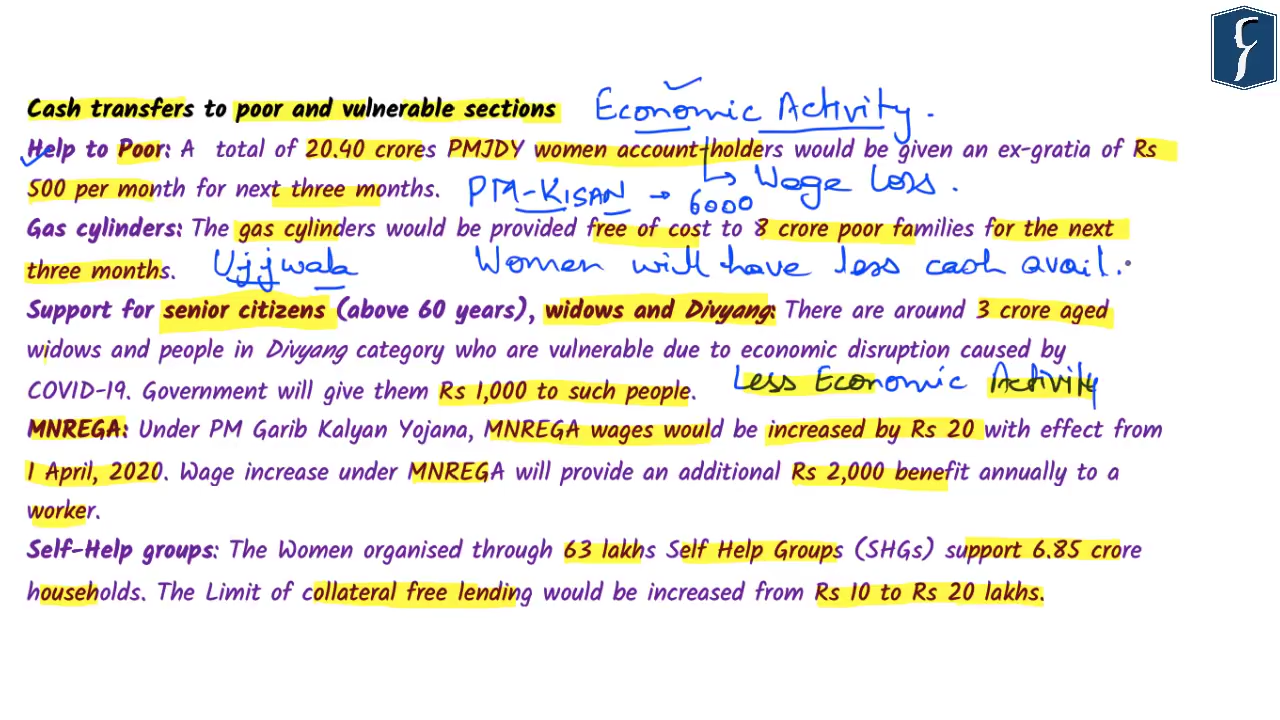 Cash transfers to poor and vulnerable sections Economic Activity.
Help to Poor: A total of 20.40 crores PMJDY women account-holders would be given an ex-gratia of Rs
500 per month for next three months. PM-KISAN → 6000 Wage Loss.
Gas cylinders: The gas cylinders would be provided free of cost to 8 crore poor families for the next
three months. Ujjwala Women will have less cash avail.
Support for senior citizens (above 60 years), widows and Divyang: There are around 3 crore aged
widows and people in Divyang category who are vulnerable due to economic disruption caused by
COVID-19. Government will give them Rs 1,000 to such people. Less Economic Activity
MNREGA: Under PM Garib Kalyan Yojana, MNREGA wages would be increased by Rs 20 with effect from
1 April, 2020. Wage increase under MNREGA will provide an additional Rs 2,000 benefit annually to a
worker.
Self-Help groups: The Women organised through 63 lakhs Self Help Groups (SHGs) support 6.85 crore
households. The Limit of collateral free lending would be increased from Rs 10 to Rs 20 lakhs.